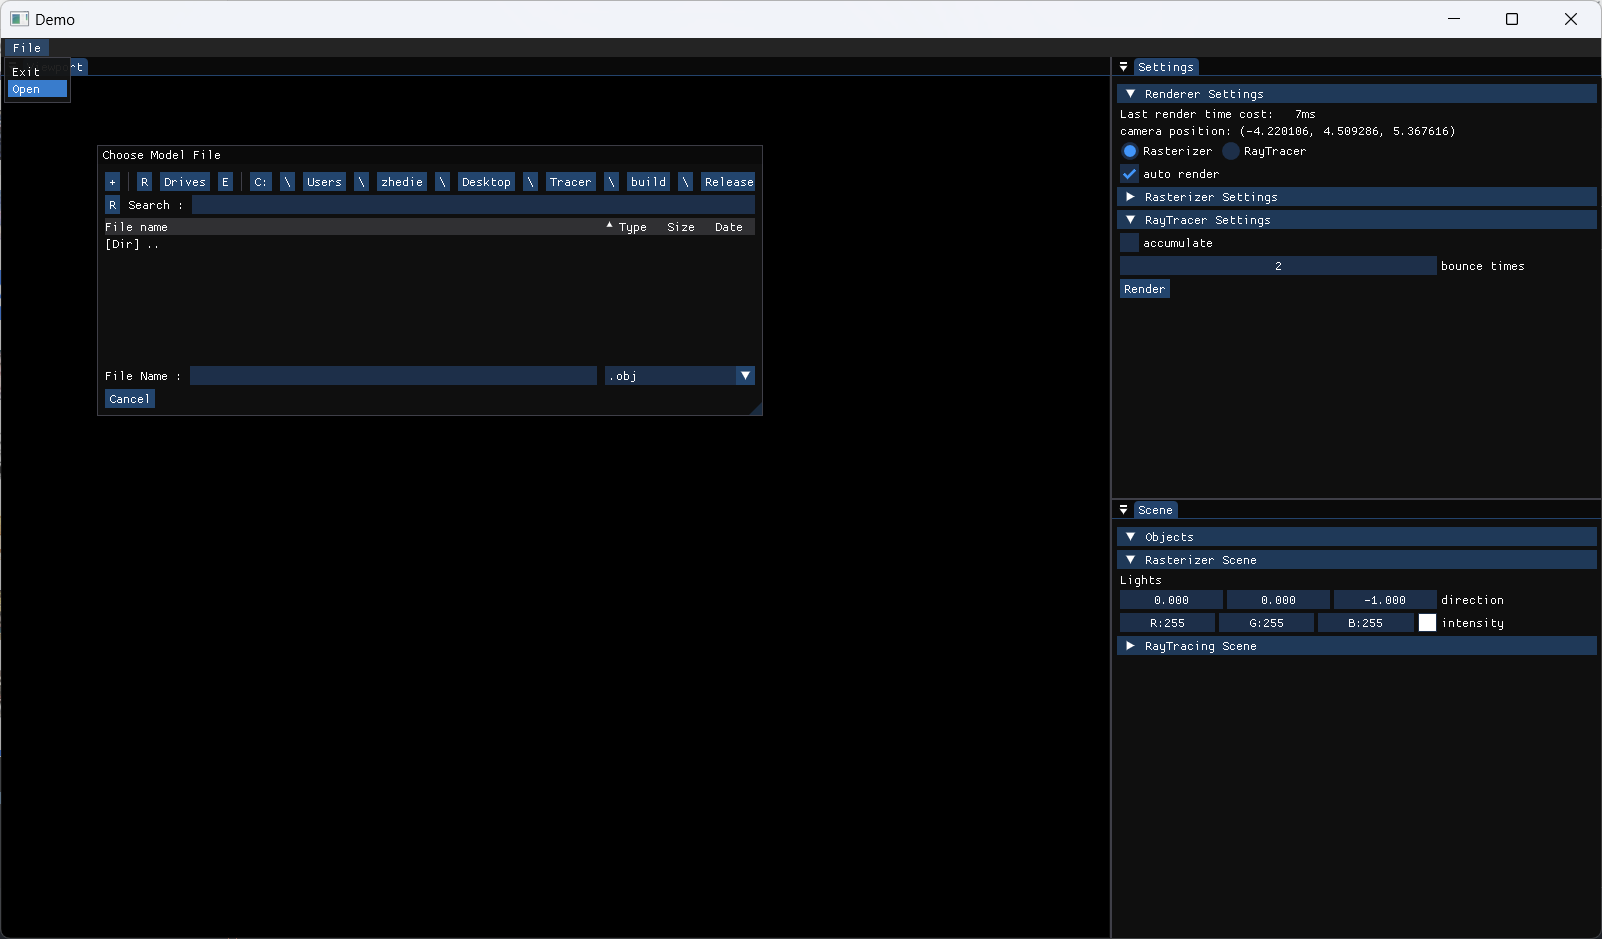 Demo
File
Exit
Open
Choose Model File
+ R Drives E C: \ Users \ zhedie \ Desktop \ Tracer \ build \ Release
R Search :
File name Type Size Date
[Dir] ..
File Name : .obj
Cancel
Settings
Renderer Settings
Last render time cost: 7ms
camera position: (-4.220106, 4.509286, 5.367616)
Rasterizer RayTracer
auto render
Rasterizer Settings
RayTracer Settings
accumulate
2 bounce times
Render
Scene
Objects
Rasterizer Scene
Lights
0.000 0.000 -1.000 direction
R:255 G:255 B:255 intensity
RayTracing Scene